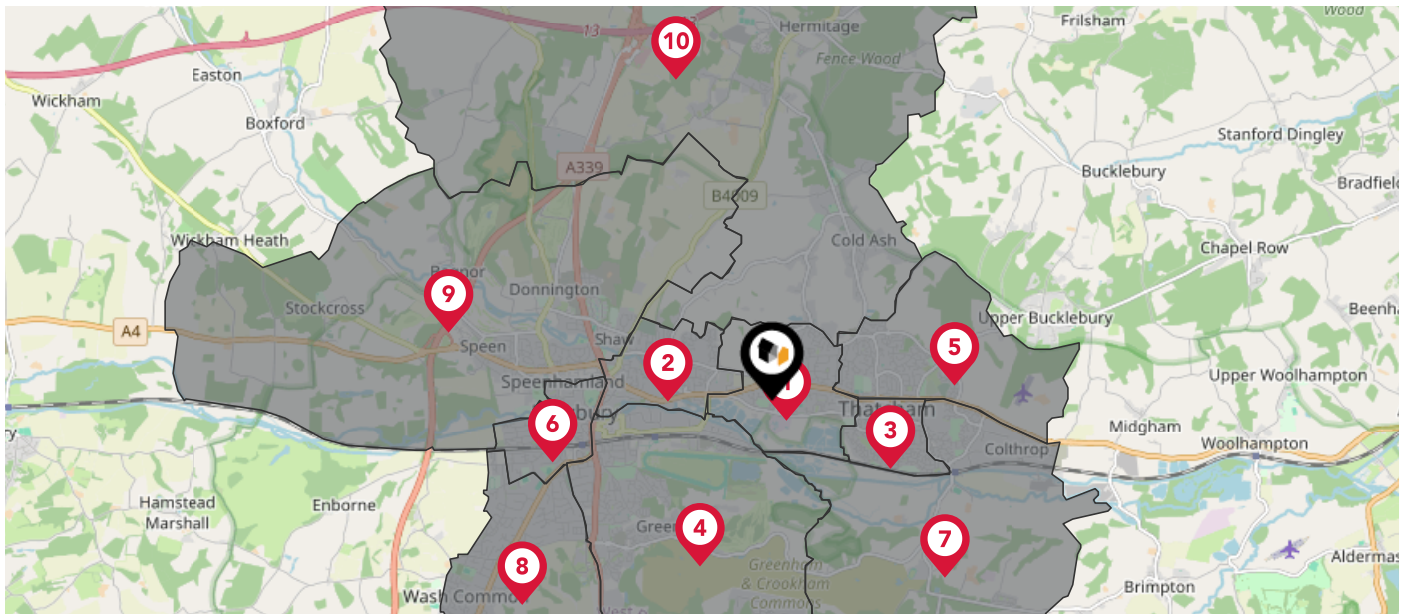 Frilsham
Wood
13
13
10
Hermitage
Easton
Fence Wood
Wickham
Boxford
Stanford Dingley
A339
Bucklebury
Bradfield
B4009
Wickham Heath
Cold Ash
Chapel Row
9
Donnington
Stockcross
Upper Bucklebury
A4
Shaw
Speen
2
1
5
Upper Woolhampton
Speenhamland
Thatcham
6
3
Midgham
Woolhampton
Colthrop
Hamstead
Marshall
Enborne
4
7
8
Greenham
& Crookham
Commons
Wash Common
Brimpton